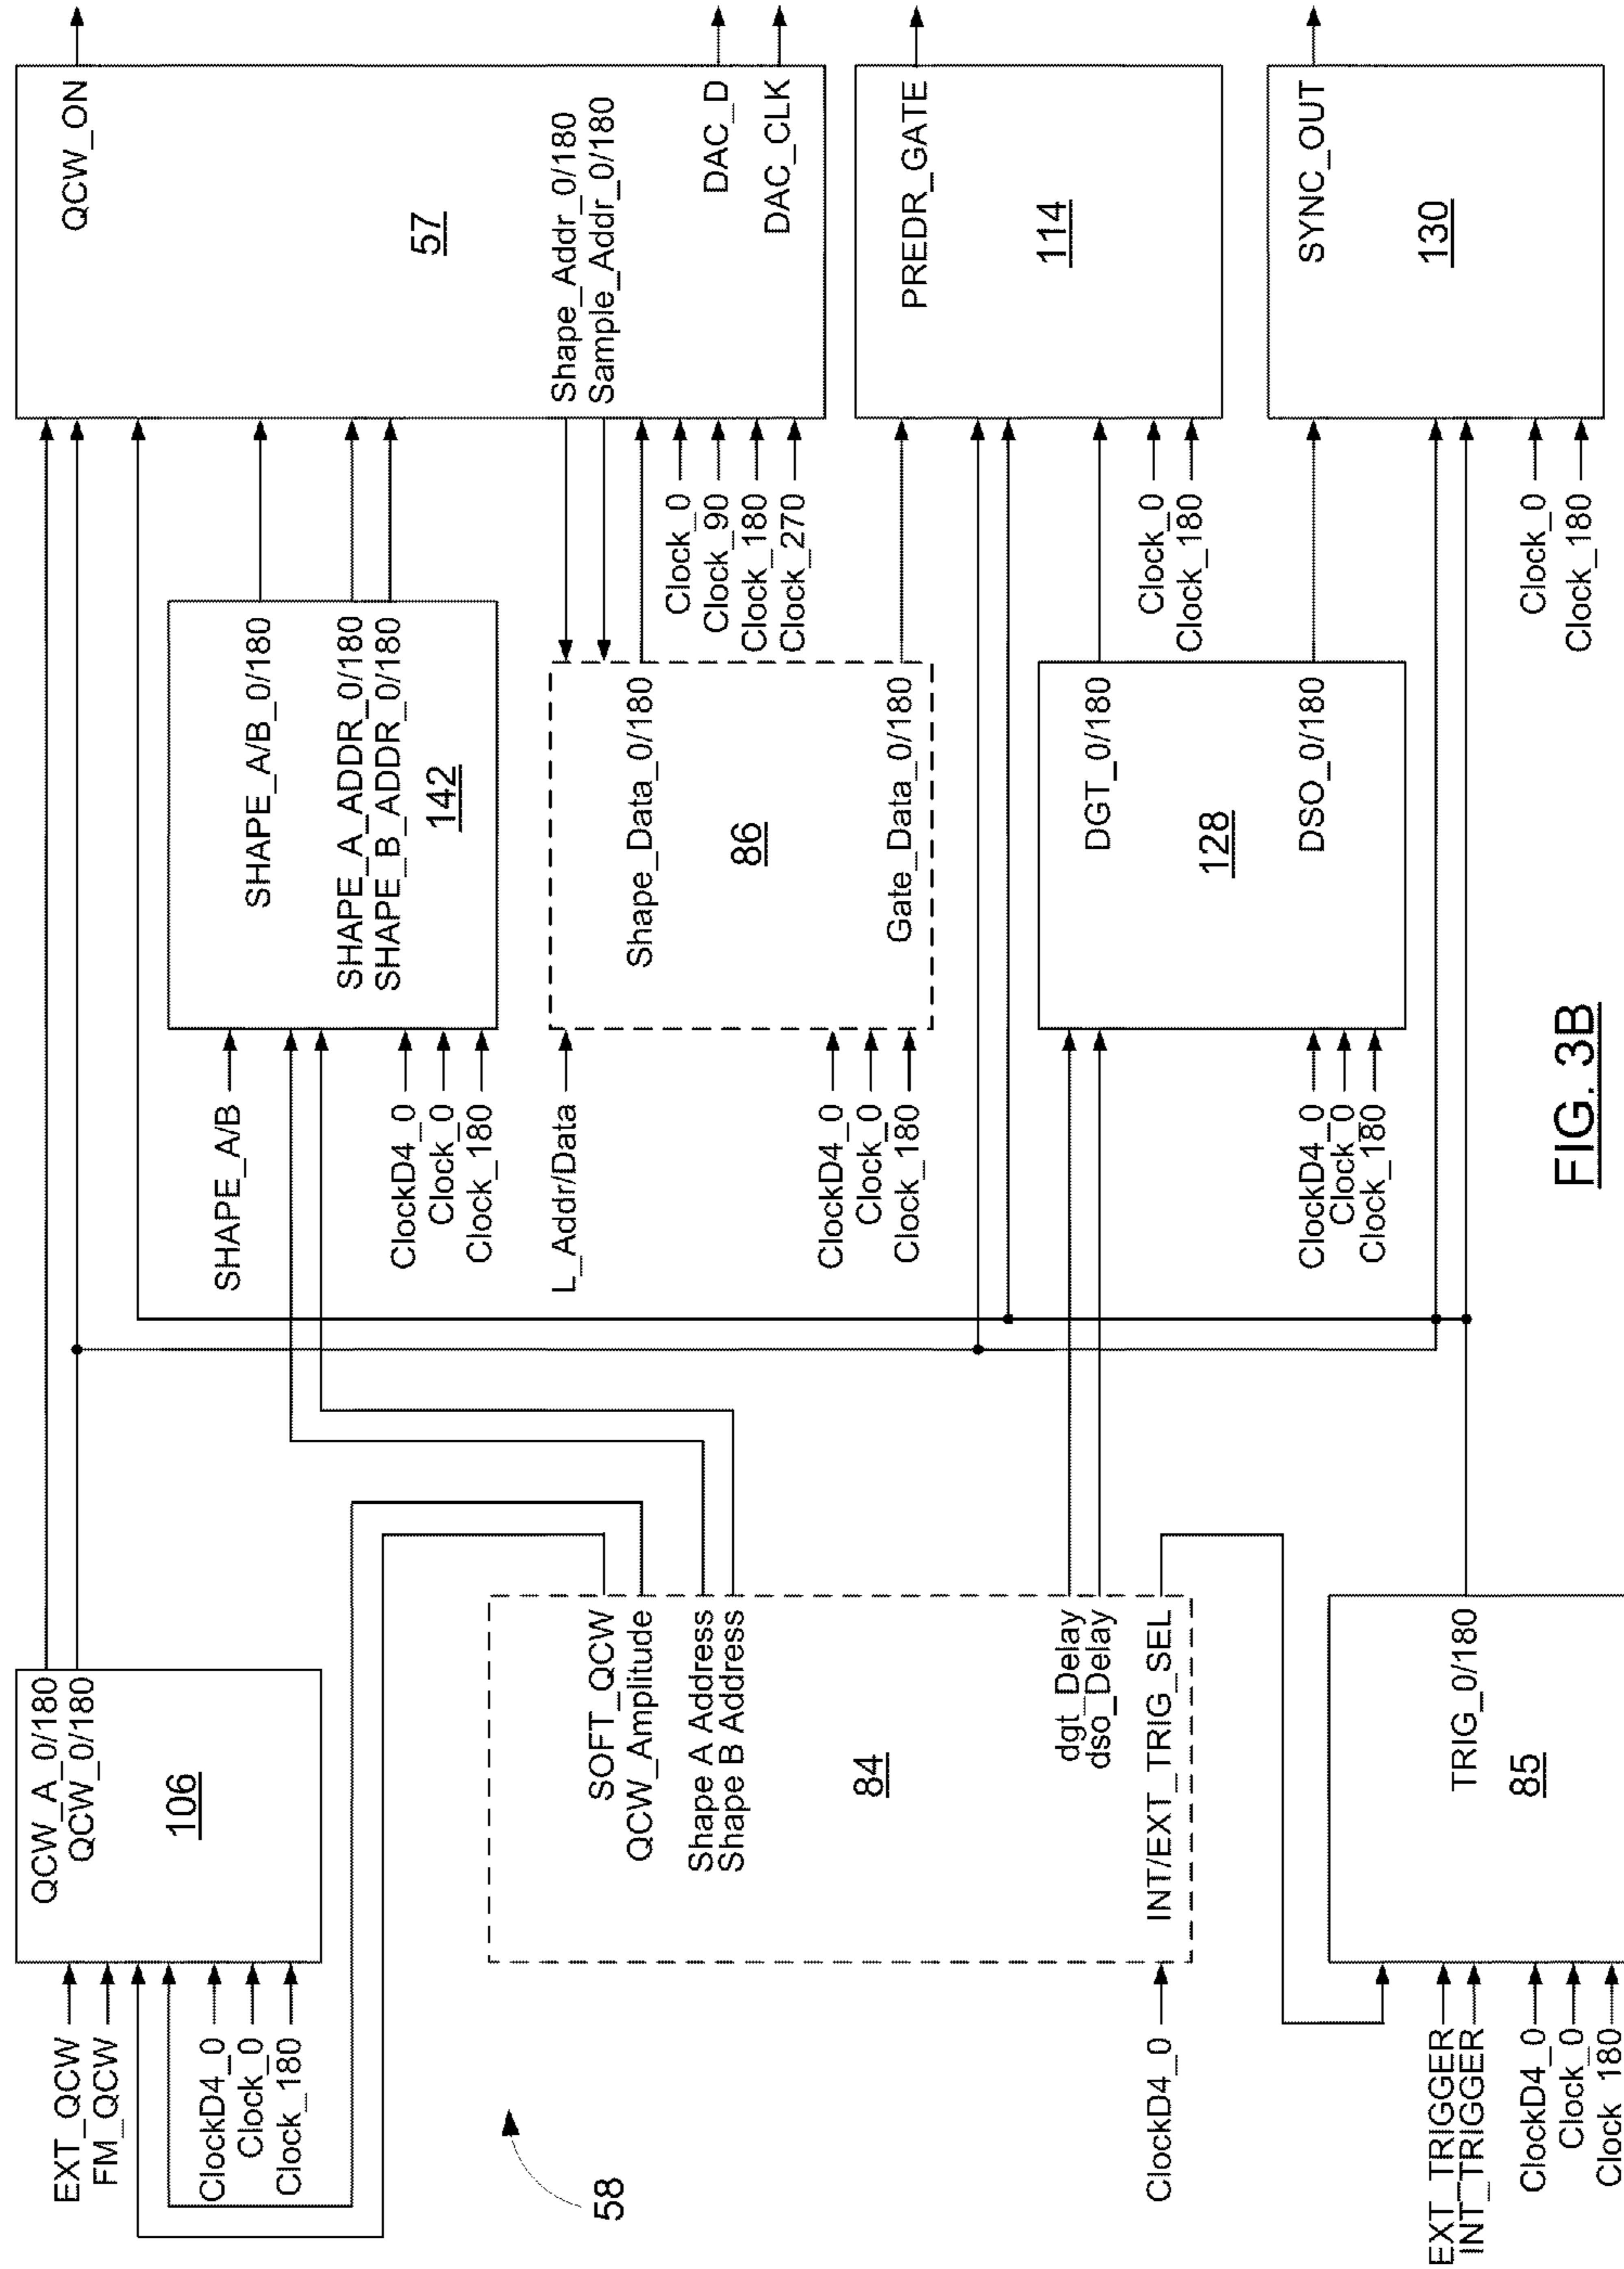 EXT_QCW
FM_QCW
ClockD4_0
Clock_0
Clock_180
QCW_A_0/180
QCW_0/180
106
58
SOFT_QCW
QCW_Amplitude
Shape A Address
Shape B Address
84
dgt_Delay
dso_Delay
INT/EXT_TRIG_SEL
ClockD4_0
EXT_TRIGGER
INT_TRIGGER
ClockD4_0
Clock_0
Clock_180
TRIG_0/180
85
SHAPE_A/B
ClockD4_0
Clock_0
Clock_180
SHAPE_A/B_0/180
SHAPE_A_ADDR_0/180
SHAPE_B_ADDR_0/180
142
L_Addr/Data
ClockD4_0
Clock_0
Clock_180
Shape_Data_0/180
86
Gate_Data_0/180
ClockD4_0
Clock_0
Clock_180
DGT_0/180
128
DSO_0/180
QCW_ON
57
Shape_Addr_0/180
Sample_Addr_0/180
DAC_D
DAC_CLK
Clock_0
Clock_90
Clock_180
Clock_270
PREDR_GATE
114
Clock_0
Clock_180
SYNC_OUT
130
Clock_0
Clock_180
FIG. 3B